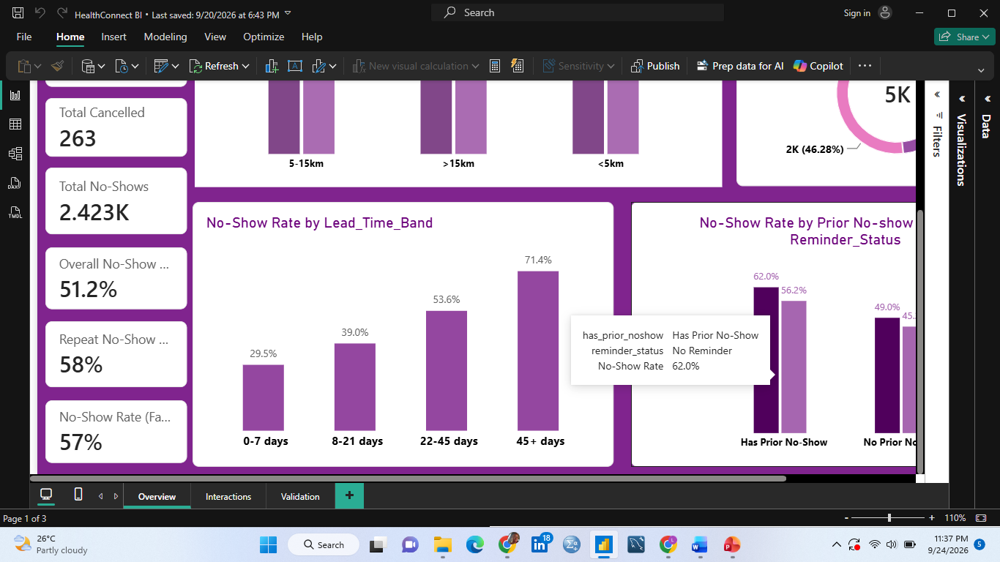 HealthConnect BI • Last saved: 9/20/2026 at 6:43 PM
Search
Sign in
File Home Insert Modeling View Optimize Help
Share
Refresh
New visual calculation
Sensitivity
Publish
Prep data for AI
Copilot
DAX
TMDL
Total Cancelled
263
Total No-Shows
2.423K
Overall No-Show ...
51.2%
Repeat No-Show ...
58%
No-Show Rate (Fa...
57%
5-15km >15km <5km
5K
2K (46.28%)
No-Show Rate by Lead_Time_Band
29.5%
39.0%
53.6%
71.4%
0-7 days 8-21 days 22-45 days 45+ days
No-Show Rate by Prior No-show
Reminder_Status
62.0%
56.2%
49.0%
45...
has_prior_noshow Has Prior No-Show
reminder_status No Reminder
No-Show Rate 62.0%
Has Prior No-Show No Prior No
Filters
Visualizations
Data
Overview Interactions Validation
Page 1 of 3
- + 110%
26°C
Partly cloudy
Search
18
11:37 PM
9/24/2026
5